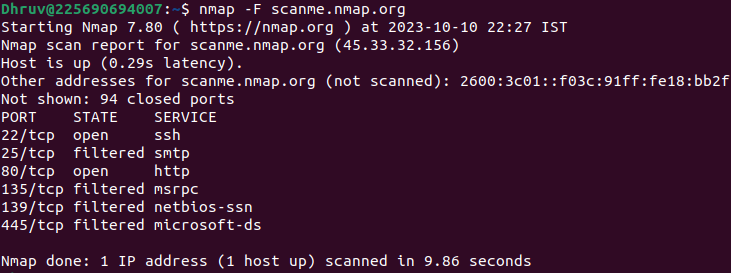 Dhruv@225690694007:~$ nmap -F scanme.nmap.org
Starting Nmap 7.80 ( https://nmap.org ) at 2023-10-10 22:27 IST
Nmap scan report for scanme.nmap.org (45.33.32.156)
Host is up (0.29s latency).
Other addresses for scanme.nmap.org (not scanned): 2600:3c01::f03c:91ff:fe18:bb2f
Not shown: 94 closed ports
PORT    STATE    SERVICE
22/tcp  open     ssh
25/tcp  filtered smtp
80/tcp  open     http
135/tcp filtered msrpc
139/tcp filtered netbios-ssn
445/tcp filtered microsoft-ds
Nmap done: 1 IP address (1 host up) scanned in 9.86 seconds